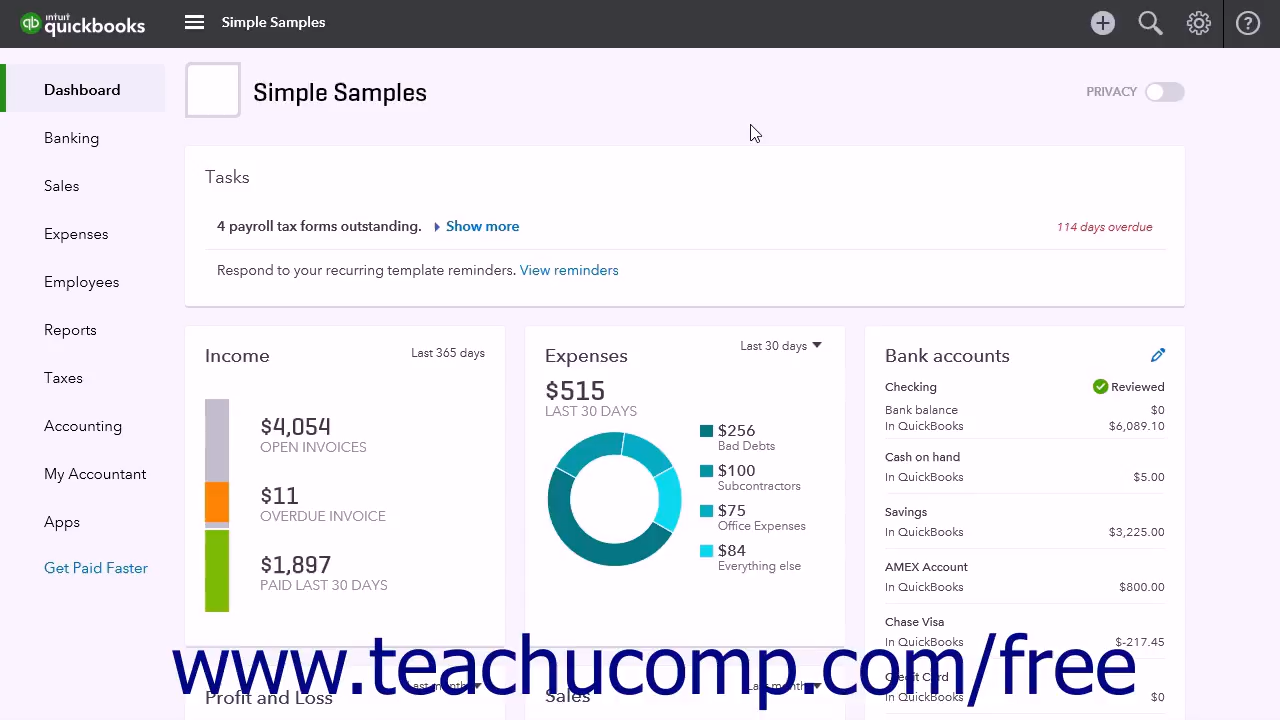 intuit
quickbooks
Simple Samples
Dashboard
Banking
Sales
Expenses
Employees
Reports
Taxes
Accounting
My Accountant
Apps
Get Paid Faster
Simple Samples
PRIVACY
Tasks
4 payroll tax forms outstanding. Show more
114 days overdue
Respond to your recurring template reminders. View reminders
Income
Last 365 days
$4,054
OPEN INVOICES
$11
OVERDUE INVOICE
$1,897
PAID LAST 30 DAYS
Expenses
Last 30 days
$515
LAST 30 DAYS
$256
Bad Debts
$100
Subcontractors
$75
Office Expenses
$84
Everything else
Bank accounts
Checking
Reviewed
Bank balance $0
In QuickBooks $6,089.10
Cash on hand
In QuickBooks $5.00
Savings
In QuickBooks $3,225.00
AMEX Account
In QuickBooks $800.00
Chase Visa
In QuickBooks $-217.45
Credit Card
In QuickBooks $0
Profit and Loss
Last month
Sales
Last month
www.teachucomp.com/free